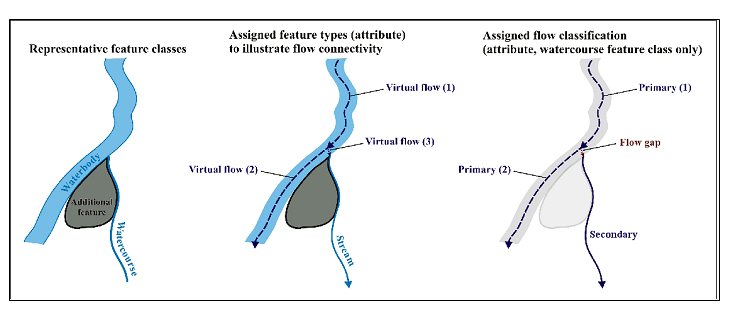 Representative feature classes
Waterbody
Additional
feature
Watercourse
Assigned feature types (attribute)
to illustrate flow connectivity
Virtual flow (1)
Virtual flow (3)
Virtual flow (2)
Stream
Assigned flow classification
(attribute, watercourse feature class only)
Primary (1)
Flow gap
Primary (2)
Secondary